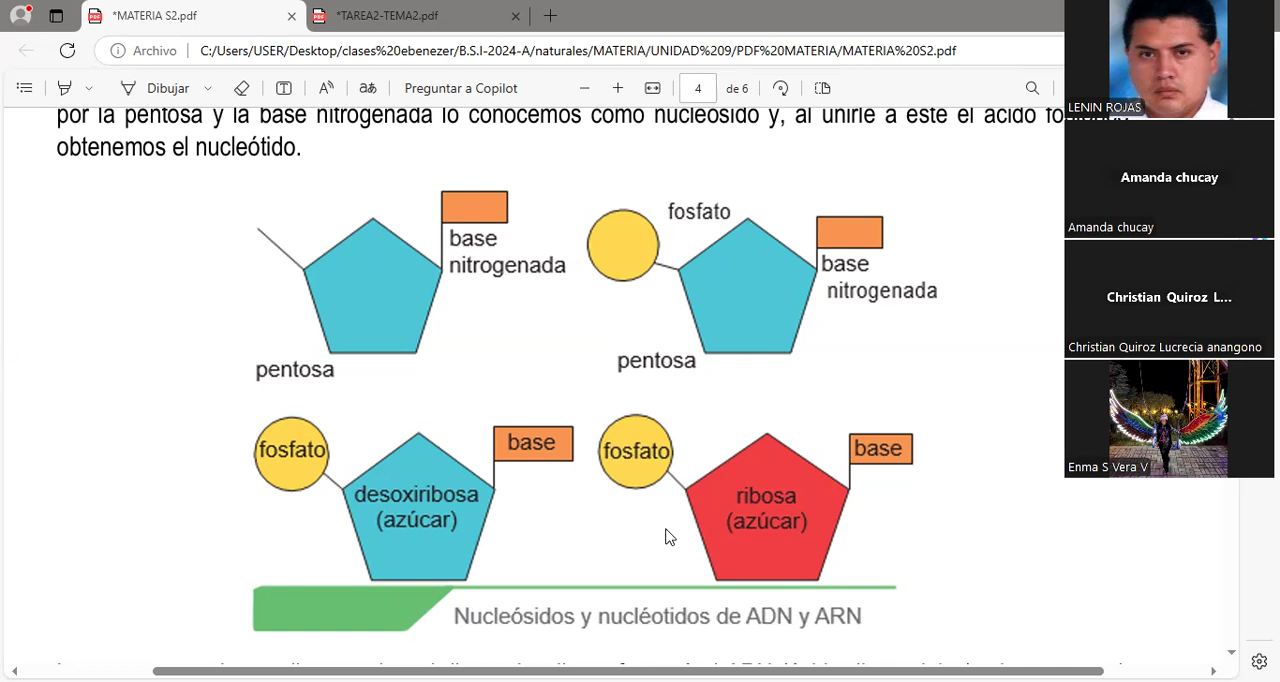 *MATERIA S2.pdf
*TAREA2-TEMA2.pdf
Archivo
C:/Users/USER/Desktop/clases%20ebenezer/B.S.I-2024-A/naturales/MATERIA/UNIDAD%209/PDF%20MATERIA/MATERIA%20S2.pdf
Dibujar
Preguntar a Copilot
4
de 6
por la pentosa y la base nitrogenada lo conocemos como nucleósido y, al unirle a este el ácido
obtenemos el nucleótido.
base
nitrogenada
pentosa
fosfato
base
nitrogenada
pentosa
fosfato
desoxiribosa
(azúcar)
base
fosfato
ribosa
(azúcar)
base
Nucleósidos y nucléotidos de ADN y ARN
LENIN ROJAS
Amanda chucay
Amanda chucay
Christian Quiroz L...
Christian Quiroz Lucrecia anangono
Enma S Vera V